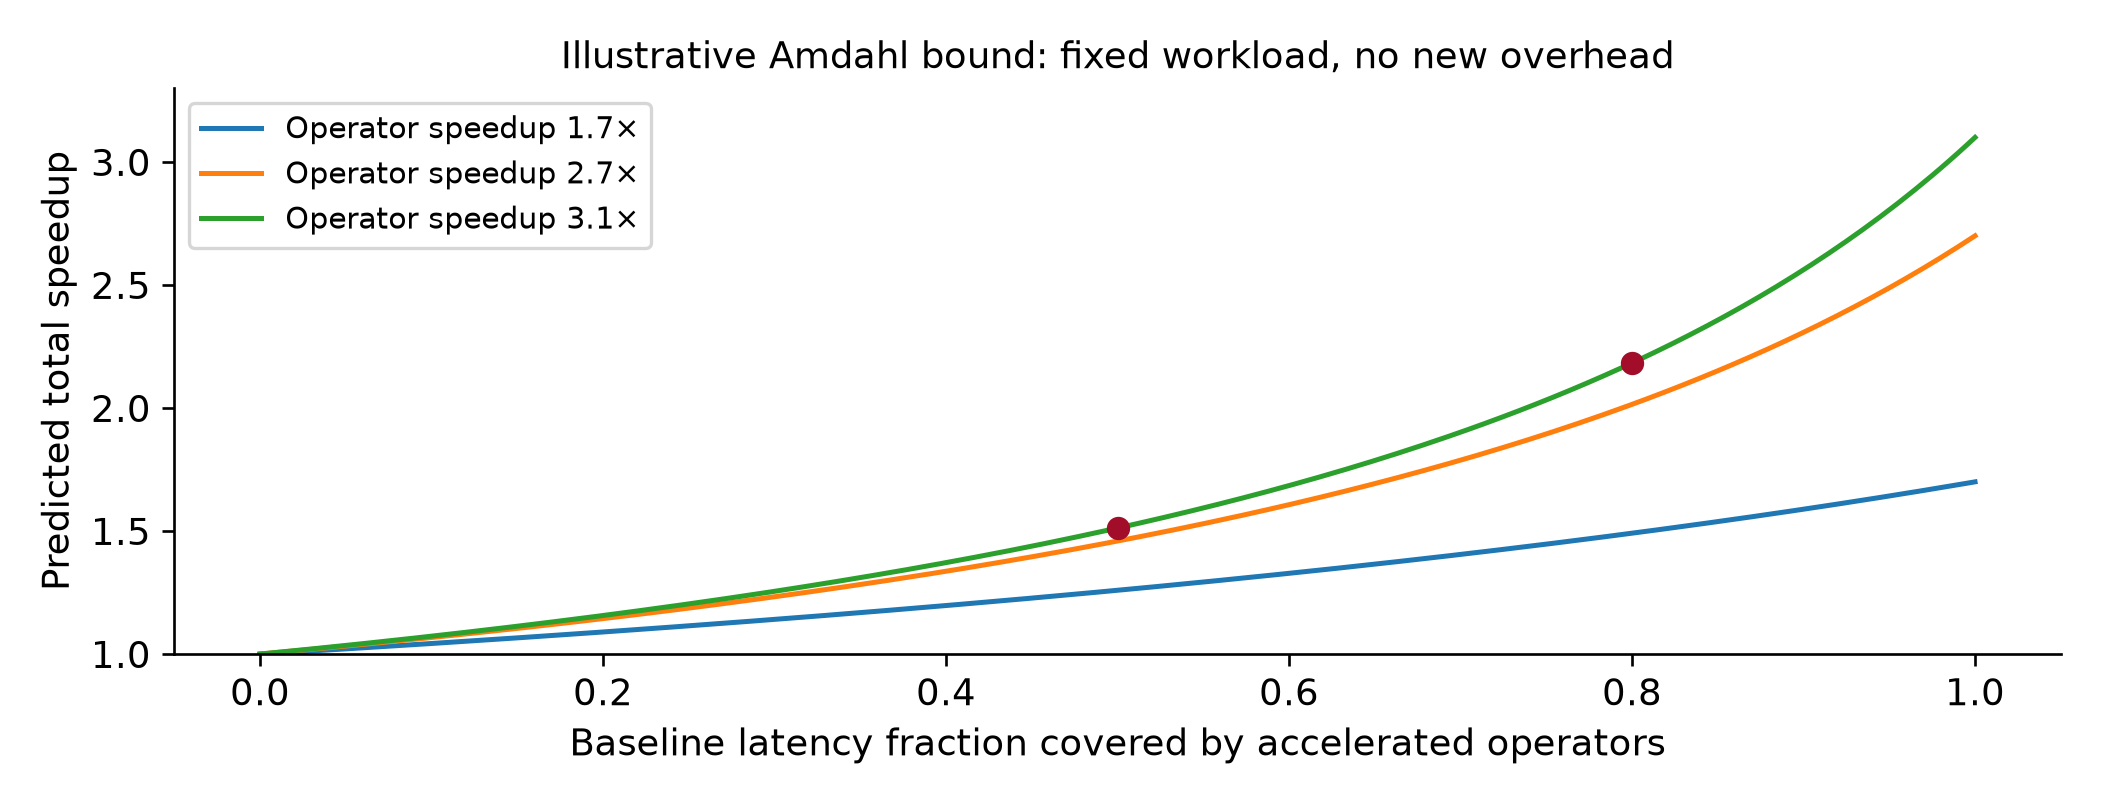 Illustrative Amdahl bound: fixed workload, no new overhead
Operator speedup 1.7×
Operator speedup 2.7×
Operator speedup 3.1×
Predicted total speedup
3.0
2.5
2.0
1.5
1.0
0.0 0.2 0.4 0.6 0.8 1.0
Baseline latency fraction covered by accelerated operators